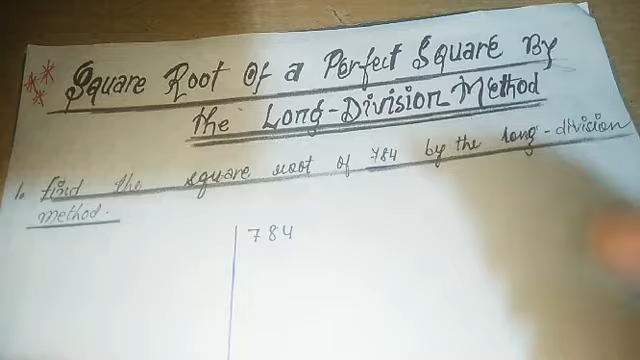 Square Root Of a Perfect Square By
the Long-Division Method
1. find the square root of 784 by the long-division
method.
784